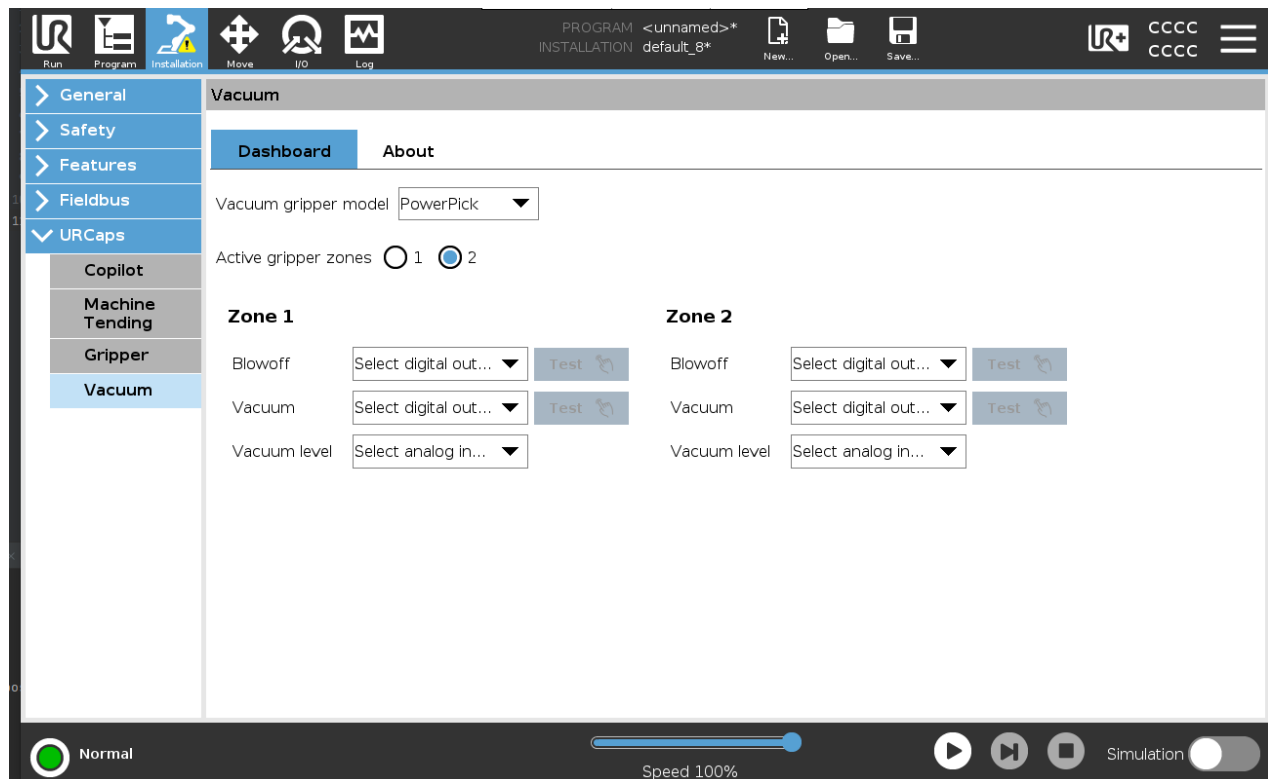 PROGRAM <unnamed>*
INSTALLATION default_8*
New... Open... Save...
UR+
CCCC
CCCC
UR
Run Program Installation Move I/O Log
General
Safety
Features
Fieldbus
URCaps
Copilot
Machine
Tending
Gripper
Vacuum
Vacuum
Dashboard About
Vacuum gripper model PowerPick
Active gripper zones 1 2
Zone 1
Blowoff Select digital out... Test
Vacuum Select digital out... Test
Vacuum level Select analog in...
Zone 2
Blowoff Select digital out... Test
Vacuum Select digital out... Test
Vacuum level Select analog in...
Normal
Speed 100%
Simulation